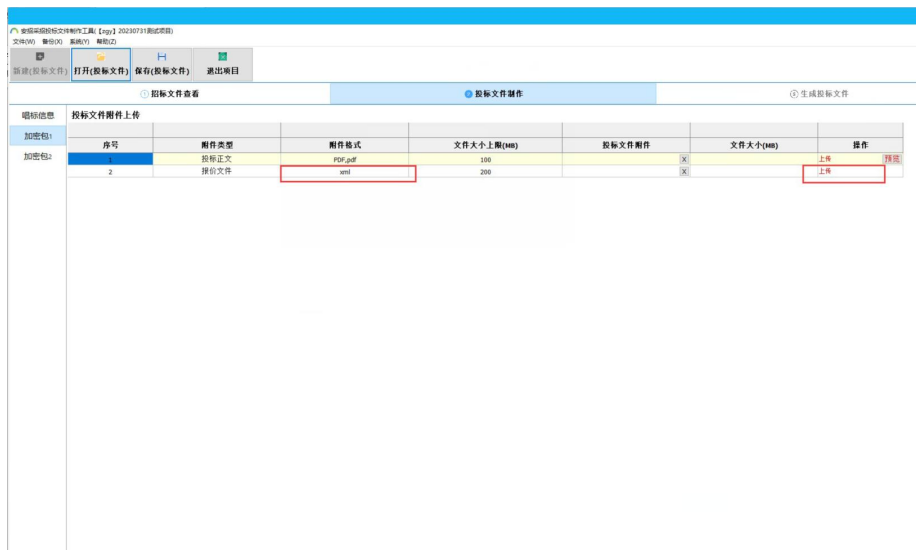 安招采招投标文件制作工具(【zgy】20230731测试项目)
文件(W) 备份(X) 系统(Y) 帮助(Z)
新建(投标文件) 打开(投标文件) 保存(投标文件) 退出项目
① 招标文件查看 ② 投标文件制作 ③ 生成投标文件
唱标信息 投标文件附件上传
加密包1
序号 附件类型 附件格式 文件大小上限(MB) 投标文件附件 文件大小(MB) 操作
加密包2
1 投标正文 PDF,pdf 100 X 上传 预览
2 报价文件 xml 200 X 上传